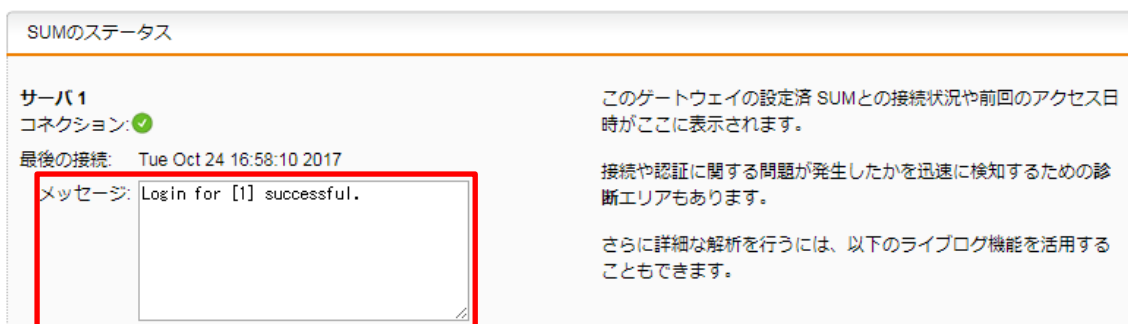 SUMのステータス
サーバ 1
コネクション:
最後の接続: Tue Oct 24 16:58:10 2017
メッセージ: Login for [1] successful.
このゲートウェイの設定済 SUMとの接続状況や前回のアクセス日
時がここに表示されます。
接続や認証に関する問題が発生したかを迅速に検知するための診
断エリアもあります。
さらに詳細な解析を行うには、以下のライブログ機能を活用する
こともできます。